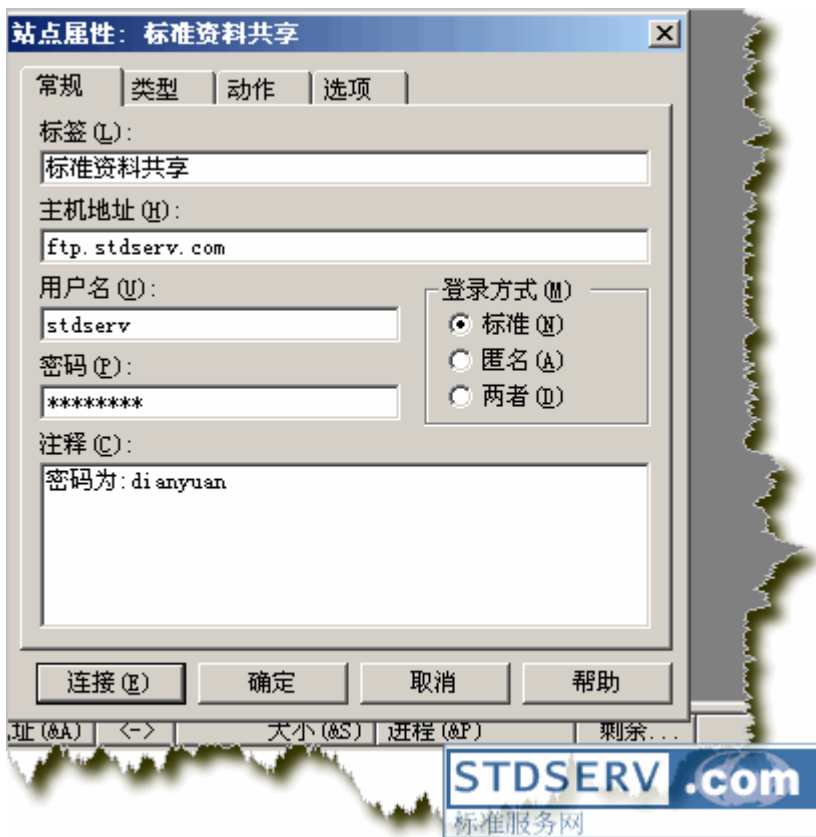 站点属性: 标准资料共享
常规 类型 动作 选项
标签(L):
标准资料共享
主机地址(H):
ftp.stdserv.com
用户名(U):
stdserv
登录方式(M)
标准(N)
匿名(A)
两者(D)
密码(P):
********
注释(C):
密码为:dianyuan
连接(E) 确定 取消 帮助
址(&A) <-> 大小(&S) 进程(&P) 剩余...
STDSERV.com
标准服务网